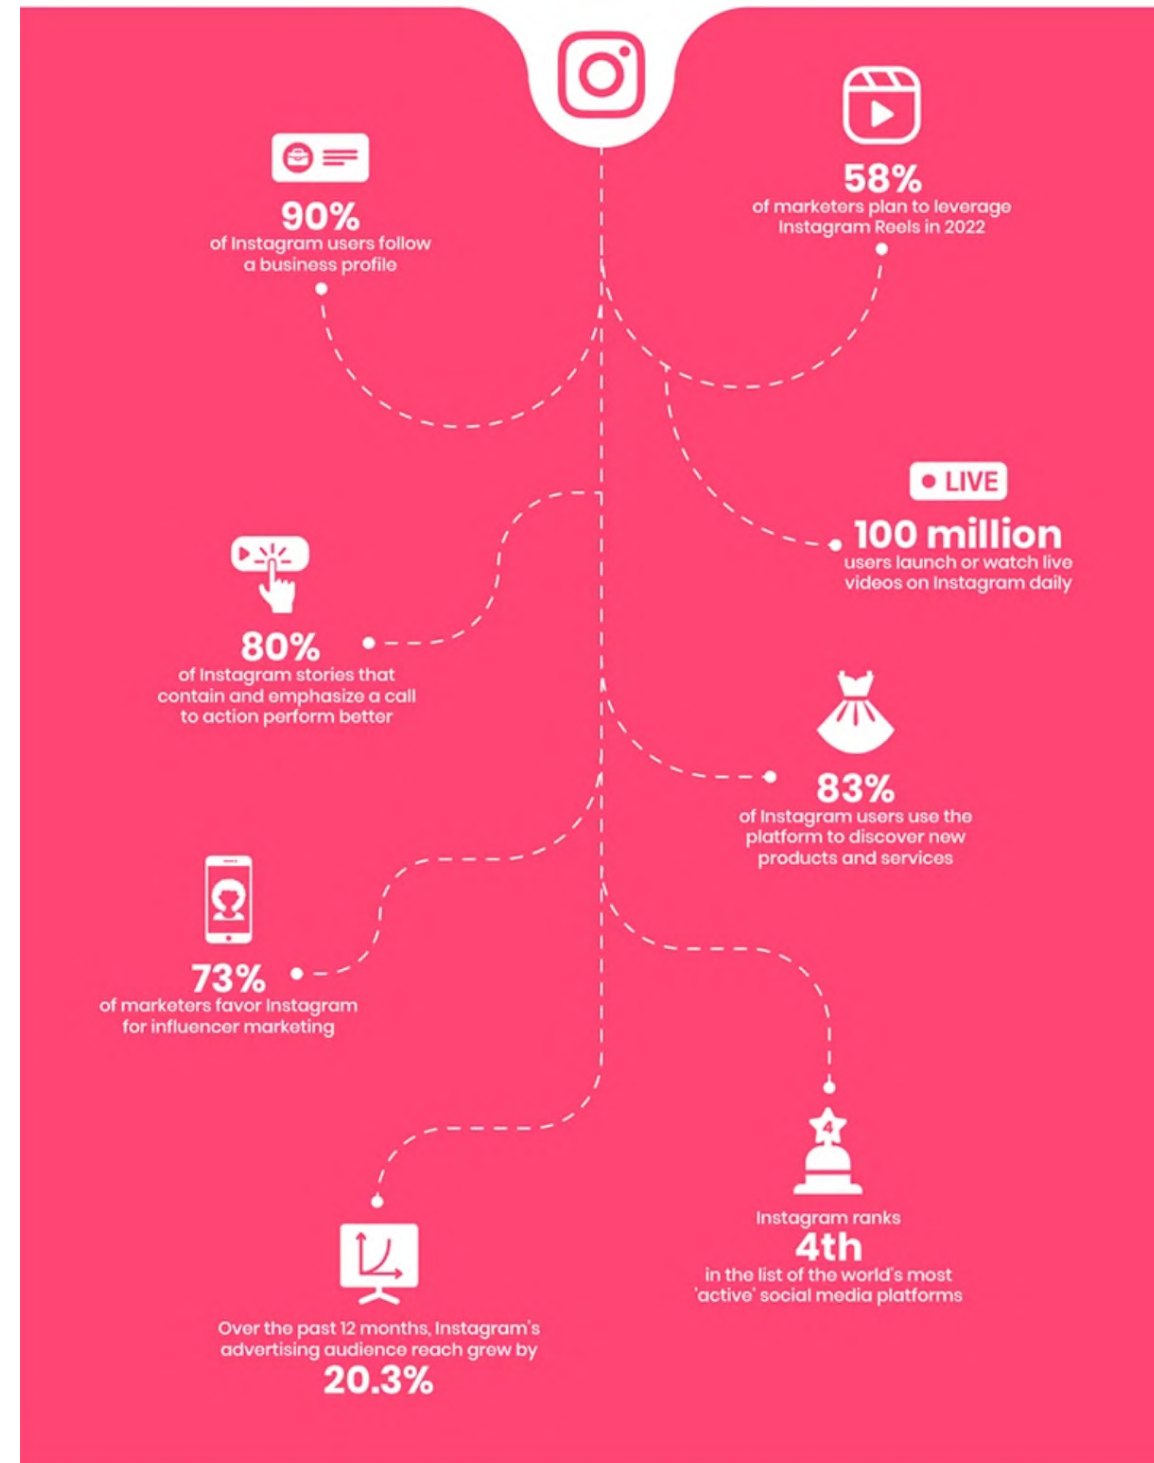 58%
of marketers plan to leverage
Instagram Reels in 2022
90%
of Instagram users follow
a business profile
LIVE
100 million
users launch or watch live
videos on Instagram daily
80%
of Instagram stories that
contain and emphasize a call
to action perform better
83%
of Instagram users use the
platform to discover new
products and services
73%
of marketers favor Instagram
for influencer marketing
4
Instagram ranks
4th
in the list of the world's most
'active' social media platforms
Over the past 12 months, Instagram's
advertising audience reach grew by
20.3%